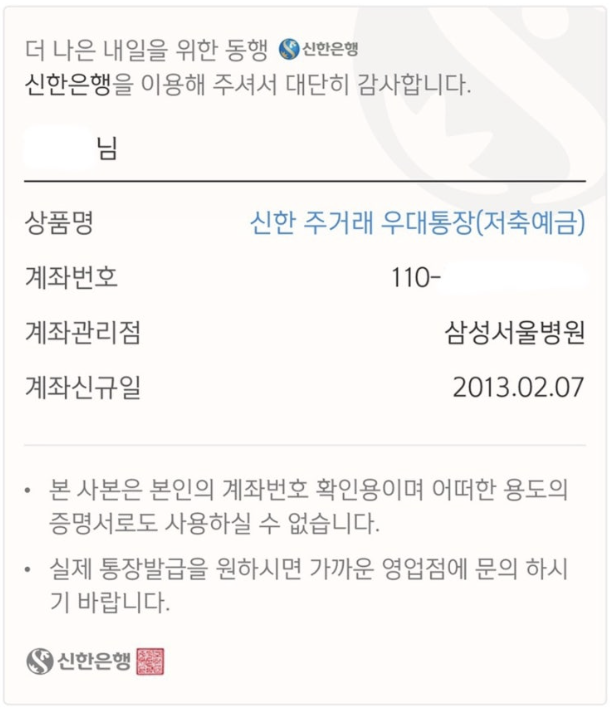 더 나은 내일을 위한 동행 신한은행
신한은행을 이용해 주셔서 대단히 감사합니다.
님
상품명 신한 주거래 우대통장(저축예금)
계좌번호 110-
계좌관리점 삼성서울병원
계좌신규일 2013.02.07
• 본 사본은 본인의 계좌번호 확인용이며 어떠한 용도의
증명서로도 사용하실 수 없습니다.
• 실제 통장발급을 원하시면 가까운 영업점에 문의 하시
기 바랍니다.
신한은행